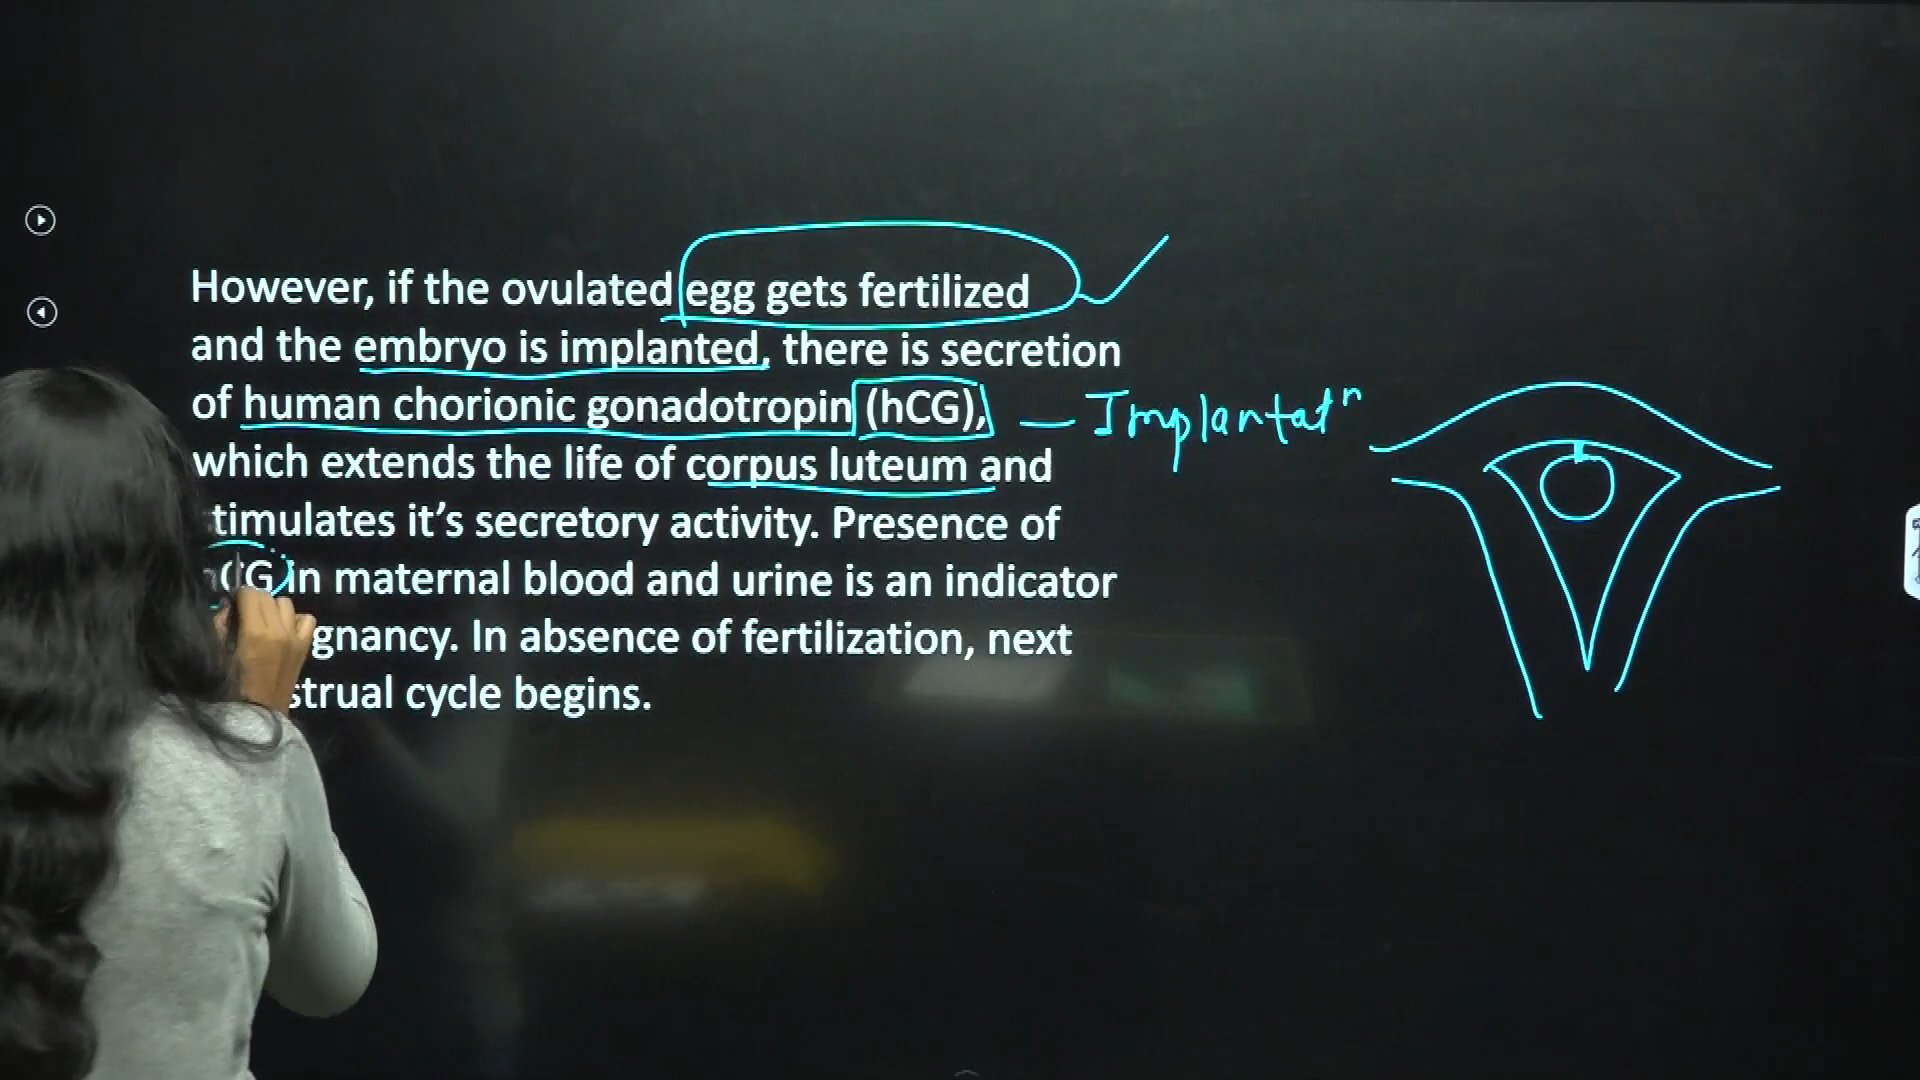 However, if the ovulated egg gets fertilized
and the embryo is implanted, there is secretion
of human chorionic gonadotropin (hCG), — Implantatⁿ
which extends the life of corpus luteum and
timulates it’s secretory activity. Presence of
CG in maternal blood and urine is an indicator
gnancy. In absence of fertilization, next
strual cycle begins.